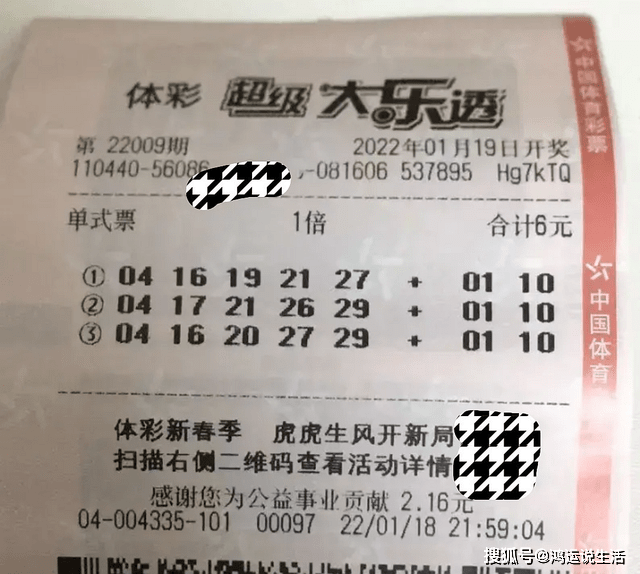 体彩 超级大乐透
第 22009期 2022年01月19日开奖
110440-56086 -081606 537895 Hg7kTQ
单式票 1倍 合计6元
① 04 16 19 21 27 + 01 10
② 04 17 21 26 29 + 01 10
③ 04 16 20 27 29 + 01 10
体彩新春季 虎虎生风开新局
扫描右侧二维码查看活动详情
感谢您为公益事业贡献 2.16元
04-004335-101 00097 22/01/18 21:59:04
中国体育彩票
中国体育
搜狐号@鸿运说生活